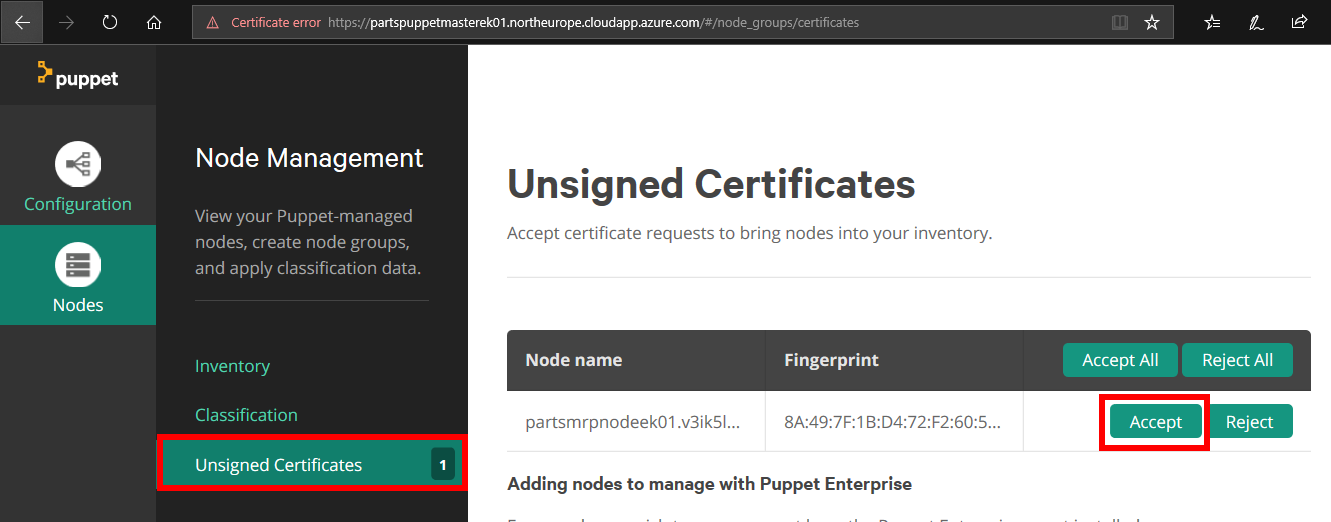 Certificate error https://partspuppetmasterek01.northeurope.cloudapp.azure.com/#/node_groups/certificates
puppet
Configuration
Nodes
Node Management
View your Puppet-managed
nodes, create node groups,
and apply classification data.
Inventory
Classification
Unsigned Certificates 1
Unsigned Certificates
Accept certificate requests to bring nodes into your inventory.
Node name Fingerprint Accept All Reject All
partsmrpnodeek01.v3ik5l... 8A:49:7F:1B:D4:72:F2:60:5... Accept Reject
Adding nodes to manage with Puppet Enterprise